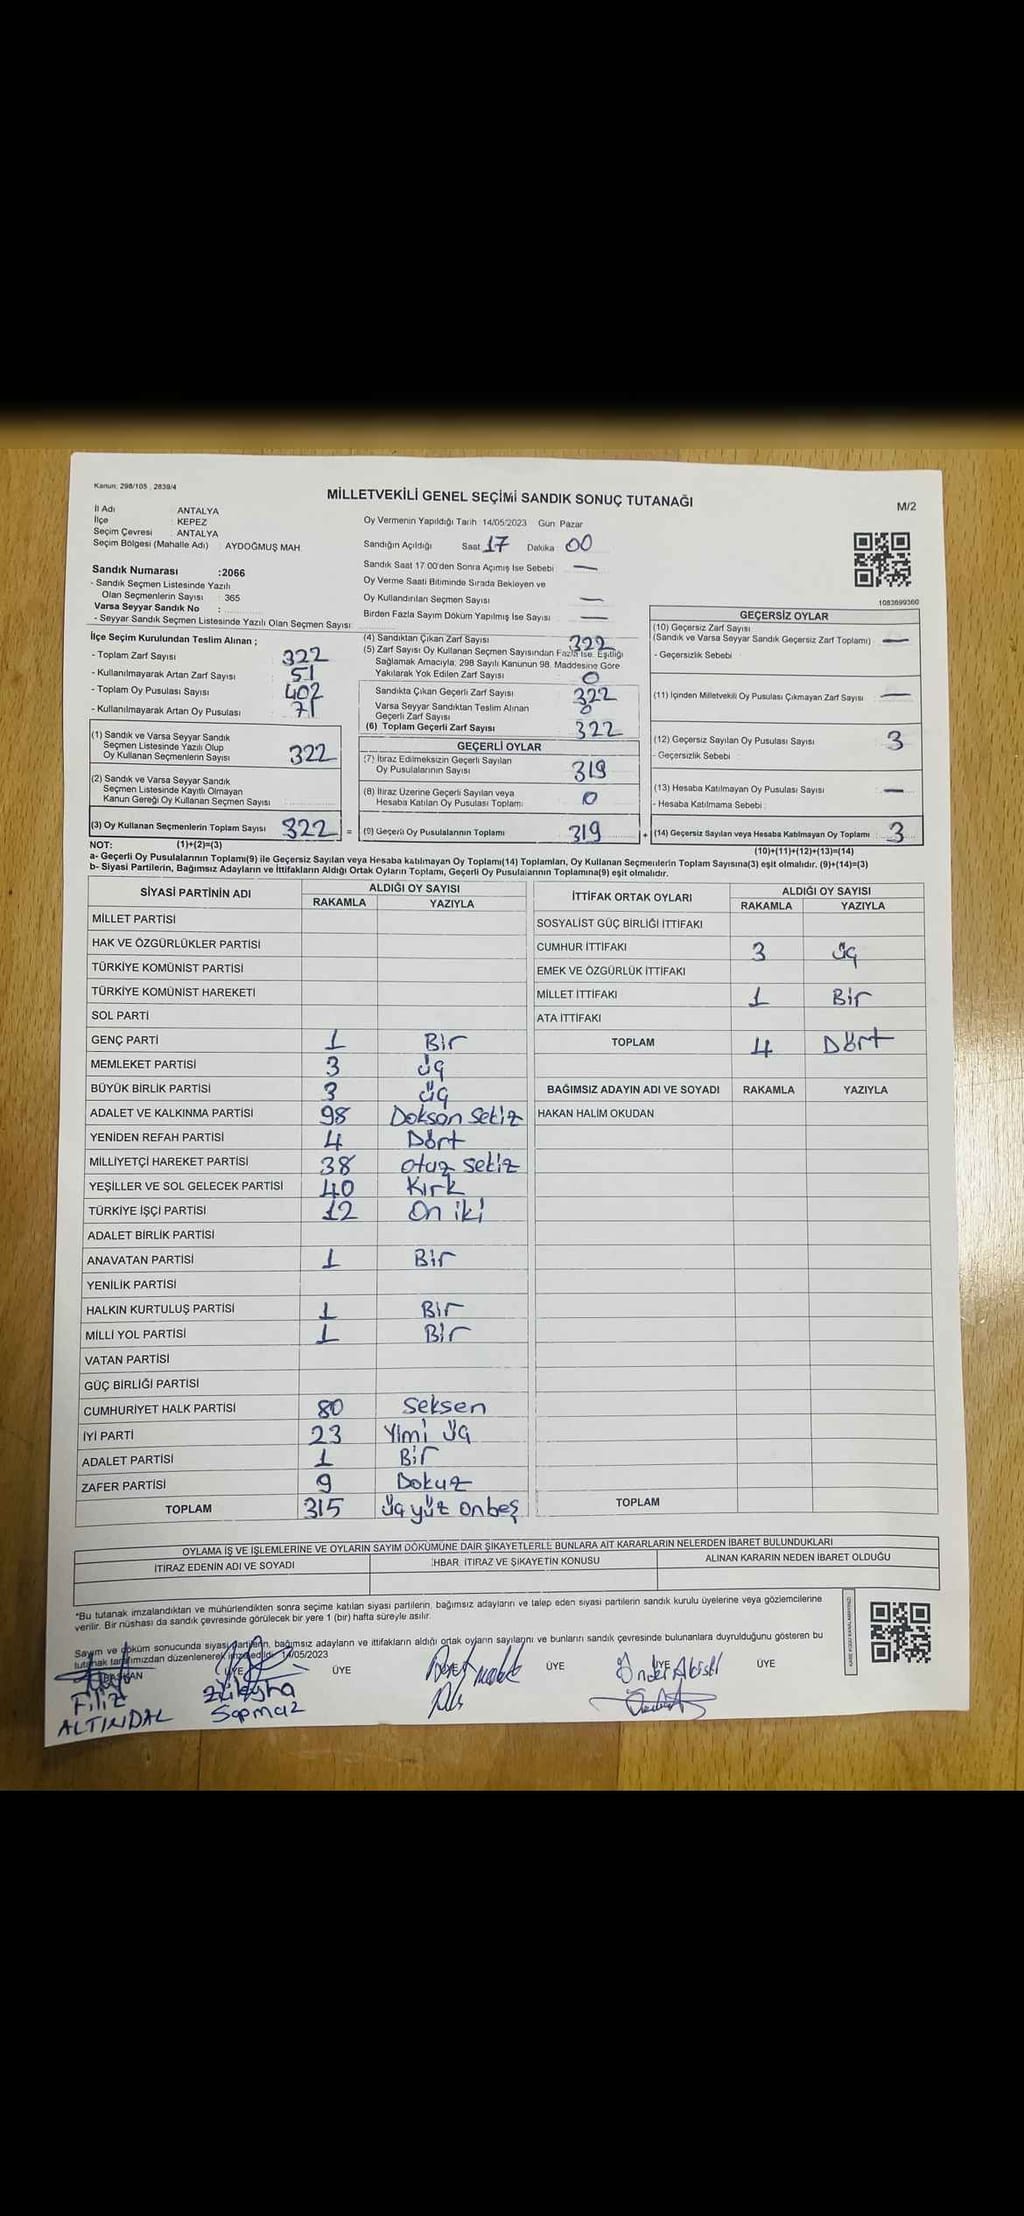 Kanun: 298/105 , 2839/4
MİLLETVEKİLİ GENEL SEÇİMİ SANDIK SONUÇ TUTANAĞI
M/2
İl Adı : ANTALYA
İlçe : KEPEZ
Seçim Çevresi : ANTALYA
Seçim Bölgesi (Mahalle Adı) : AYDOĞMUŞ MAH.
Oy Vermenin Yapıldığı Tarih 14/05/2023 Gün: Pazar
Sandığın Açıldığı Saat 17 Dakika 00
Sandık Saat 17.00'den Sonra Açımış İse Sebebi —
Oy Verme Saati Bitiminde Sırada Bekleyen ve
Oy Kullandırılan Seçmen Sayısı —
Birden Fazla Sayım Döküm Yapılmış İse Sayısı —
Sandık Numarası :2066
- Sandık Seçmen Listesinde Yazılı
Olan Seçmenlerin Sayısı : 365
Varsa Seyyar Sandık No :
- Seyyar Sandık Seçmen Listesinde Yazılı Olan Seçmen Sayısı:
1083699360
İlçe Seçim Kurulundan Teslim Alınan ;
- Toplam Zarf Sayısı 322
- Kullanılmayarak Artan Zarf Sayısı 51
- Toplam Oy Pusulası Sayısı 402
- Kullanılmayarak Artan Oy Pusulası 71
(1) Sandık ve Varsa Seyyar Sandık
Seçmen Listesinde Yazılı Olup
Oy Kullanan Seçmenlerin Sayısı 322
(2) Sandık ve Varsa Seyyar Sandık
Seçmen Listesinde Kayıtlı Olmayan
Kanun Gereği Oy Kullanan Seçmen Sayısı
(3) Oy Kullanan Seçmenlerin Toplam Sayısı 322 =
(4) Sandıktan Çıkan Zarf Sayısı 322
(5) Zarf Sayısı Oy Kullanan Seçmen Sayısından Fazla İse, Eşitliği
Sağlamak Amacıyla, 298 Sayılı Kanunun 98. Maddesine Göre
Yakılarak Yok Edilen Zarf Sayısı 0
Sandıkta Çıkan Geçerli Zarf Sayısı 322
Varsa Seyyar Sandıktan Teslim Alınan
Geçerli Zarf Sayısı 0
(6) Toplam Geçerli Zarf Sayısı 322
GEÇERLİ OYLAR
(7) İtiraz Edilmeksizin Geçerli Sayılan
Oy Pusulalarının Sayısı 319
(8) İtiraz Üzerine Geçerli Sayılan veya
Hesaba Katılan Oy Pusulası Toplamı 0
(9) Geçerli Oy Pusulalarının Toplamı 319 +
GEÇERSİZ OYLAR
(10) Geçersiz Zarf Sayısı
(Sandık ve Varsa Seyyar Sandık Geçersiz Zarf Toplamı) —
- Geçersizlik Sebebi
(11) İçinden Milletvekili Oy Pusulası Çıkmayan Zarf Sayısı —
(12) Geçersiz Sayılan Oy Pusulası Sayısı 3
- Geçersizlik Sebebi
(13) Hesaba Katılmayan Oy Pusulası Sayısı —
- Hesaba Katılmama Sebebi
(14) Geçersiz Sayılan veya Hesaba Katılmayan Oy Toplamı 3
NOT: (1)+(2)=(3)
(10)+(11)+(12)+(13)=(14)
a- Geçerli Oy Pusulalarının Toplamı(9) ile Geçersiz Sayılan veya Hesaba katılmayan Oy Toplamı(14) Toplamları, Oy Kullanan Seçmenlerin Toplam Sayısına(3) eşit olmalıdır. (9)+(14)=(3)
b- Siyasi Partilerin, Bağımsız Adayların ve İttifakların Aldığı Ortak Oyların Toplamı, Geçerli Oy Pusulalarının Toplamına(9) eşit olmalıdır.
SİYASİ PARTİNİN ADI ALDIĞI OY SAYISI
RAKAMLA YAZIYLA
MİLLET PARTİSİ
HAK VE ÖZGÜRLÜKLER PARTİSİ
TÜRKİYE KOMÜNİST PARTİSİ
TÜRKİYE KOMÜNİST HAREKETİ
SOL PARTİ
GENÇ PARTİ 1 Bir
MEMLEKET PARTİSİ 3 üç
BÜYÜK BİRLİK PARTİSİ 3 üç
ADALET VE KALKINMA PARTİSİ 98 Doksan sekiz
YENİDEN REFAH PARTİSİ 4 Dört
MİLLİYETÇİ HAREKET PARTİSİ 38 otuz sekiz
YEŞİLLER VE SOL GELECEK PARTİSİ 40 Kırk
TÜRKİYE İŞÇİ PARTİSİ 12 On iki
ADALET BİRLİK PARTİSİ
ANAVATAN PARTİSİ 1 Bir
YENİLİK PARTİSİ
HALKIN KURTULUŞ PARTİSİ 1 Bir
MİLLİ YOL PARTİSİ 1 Bir
VATAN PARTİSİ
GÜÇ BİRLİĞİ PARTİSİ
CUMHURİYET HALK PARTİSİ 80 Seksen
İYİ PARTİ 23 Yimi üç
ADALET PARTİSİ 1 Bir
ZAFER PARTİSİ 9 Dokuz
TOPLAM 315 üç yüz onbeş
İTTİFAK ORTAK OYLARI ALDIĞI OY SAYISI
RAKAMLA YAZIYLA
SOSYALİST GÜÇ BİRLİĞİ İTTİFAKI
CUMHUR İTTİFAKI 3 üç
EMEK VE ÖZGÜRLÜK İTTİFAKI
MİLLET İTTİFAKI 1 Bir
ATA İTTİFAKI
TOPLAM 4 Dört
BAĞIMSIZ ADAYIN ADI VE SOYADI RAKAMLA YAZIYLA
HAKAN HALİM OKUDAN
TOPLAM
OYLAMA İŞ VE İŞLEMLERİNE VE OYLARIN SAYIM DÖKÜMÜNE DAİR ŞİKAYETLERLE BUNLARA AİT KARARLARIN NELERDEN İBARET BULUNDUKLARI
İTİRAZ EDENİN ADI VE SOYADI
İHBAR, İTİRAZ VE ŞİKAYETİN KONUSU
ALINAN KARARIN NEDEN İBARET OLDUĞU
*Bu tutanak imzalandıktan ve mühürlendikten sonra seçime katılan siyasi partilerin, bağımsız adayların ve talep eden siyasi partilerin sandık kurulu üyelerine veya gözlemcilerine
verilir. Bir nüshası da sandık çevresinde görülecek bir yere 1 (bir) hafta süreyle asılır.
Sayım ve döküm sonucunda siyasi partilerin, bağımsız adayların ve ittifakların aldığı ortak oyların sayılarını ve bunların sandık çevresinde bulunanlara duyrulduğunu gösteren bu
tutanak tarafımızdan düzenlenerek imza edildi. 14/05/2023
BAŞKAN ÜYE ÜYE ÜYE ÜYE ÜYE
Filiz
ALTINDAL
Züleyha
Sapmaz